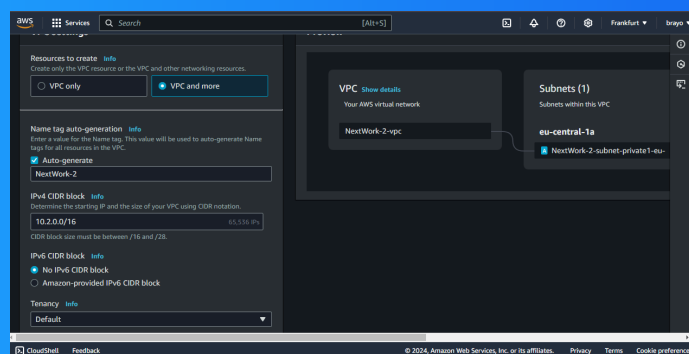 aws
Services
Search
[Alt+S]
Frankfurt
brayo
Resources to create Info
Create only the VPC resource or the VPC and other networking resources.
VPC only
VPC and more
Name tag auto-generation Info
Enter a value for the Name tag. This value will be used to auto-generate Name
tags for all resources in the VPC.
Auto-generate
NextWork-2
IPv4 CIDR block Info
Determine the starting IP and the size of your VPC using CIDR notation.
10.2.0.0/16
65,536 IPs
CIDR block size must be between /16 and /28.
IPv6 CIDR block Info
No IPv6 CIDR block
Amazon-provided IPv6 CIDR block
Tenancy Info
Default
VPC Show details
Your AWS virtual network
NextWork-2-vpc
Subnets (1)
Subnets within this VPC
eu-central-1a
A NextWork-2-subnet-private1-eu-
CloudShell
Feedback
© 2024, Amazon Web Services, Inc. or its affiliates.
Privacy
Terms
Cookie preference